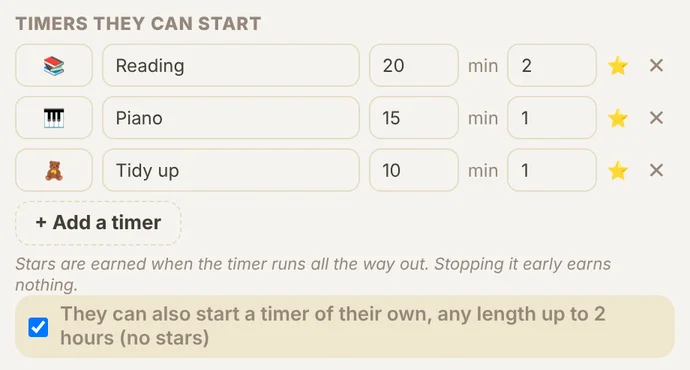 TIMERS THEY CAN START
📚 Reading 20 min 2 ⭐ ✕
🎹 Piano 15 min 1 ⭐ ✕
🧸 Tidy up 10 min 1 ⭐ ✕
+ Add a timer
Stars are earned when the timer runs all the way out. Stopping it early earns
nothing.
They can also start a timer of their own, any length up to 2
hours (no stars)